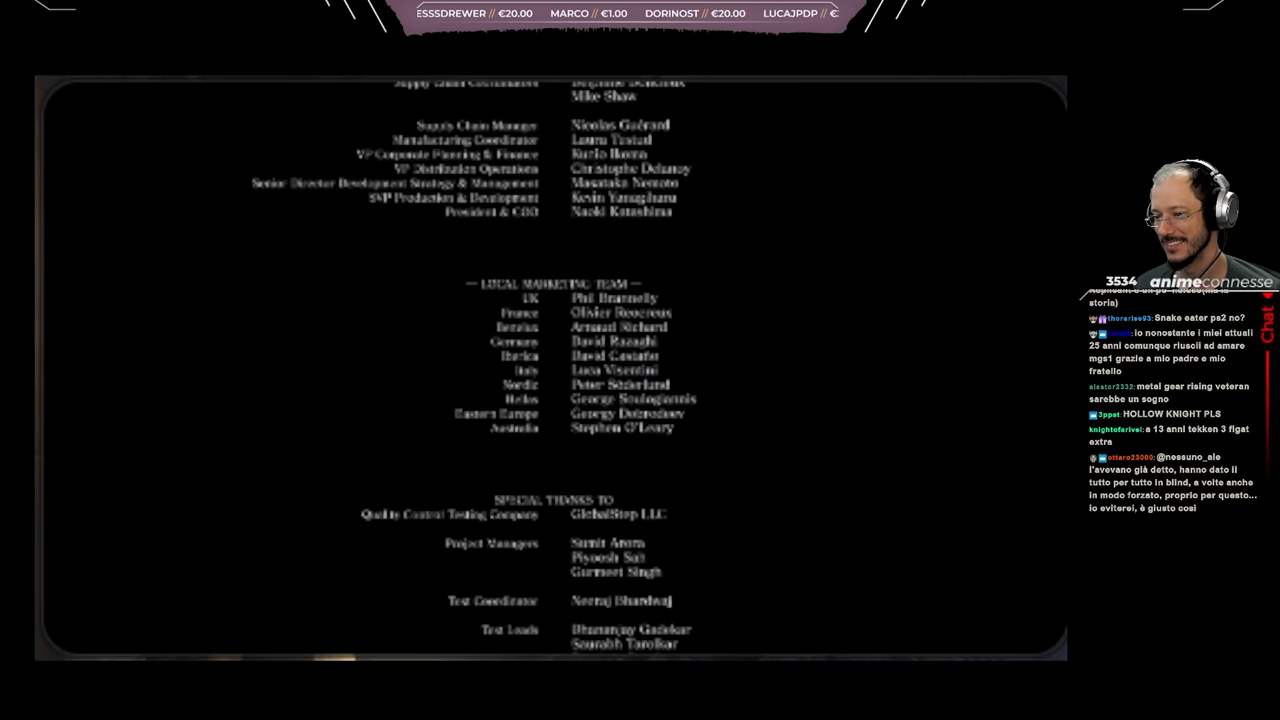 ESSSDREWER // €20.00 MARCO // €1.00 DORINOST // €20.00 LUCAJPDP // €
Mike Shaw
Supply Chain Manager Nicolas Guérard
Manufacturing Coordinator Laura Testud
VP Corporate Planning & Finance
VP Distribution Operations Christophe Delanoy
Senior Director Development Strategy & Management Masataka Nemoto
SVP Production & Development Kevin Yanagihara
President & COO Naoki Katashima
— LOCAL MARKETING TEAM —
UK Phil Brannelly
France Olivier
Benelux Arnaud Richard
Germany David Razaghi
Iberica David Castaño
Italy Luca Visentini
Nordic Peter Söderlund
Hellas George Soulogiannis
Eastern Europe Georgy Dobrodeev
Australia Stephen O'Leary
SPECIAL THANKS TO
Quality Control Testing Company GlobalStep LLC
Project Managers Sumit Arora
Piyoosh
Gurmeet Singh
Test Coordinator Neeraj Bhardwaj
Test Leads Dhananjay Gadekar
Saurabh Tarolkar
3534 animeconnesse
storia)
thorarise93: Snake eater ps2 no?
io nonostante i miei attuali
25 anni comunque riuscii ad amare
mgs1 grazie a mio padre e mio
fratello
alastor2332: metal gear rising veteran
sarebbe un sogno
3ppat: HOLLOW KNIGHT PLS
knightofarivel: a 13 anni tekken 3 figat
extra
ottaro23000: @nessuno_ale
l'avevano già detto, hanno dato il
tutto per tutto in blind, a volte anche
in modo forzato, proprio per questo...
io eviterei, è giusto così
Chat